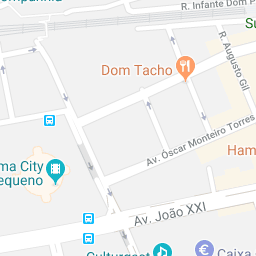 R. Infante Dom P
Su
R. Augusto Gil
Dom Tacho
Av. Óscar Monteiro Torres
Ham
ma City
equeno
Av. João XXI
Culturgest
Caixa